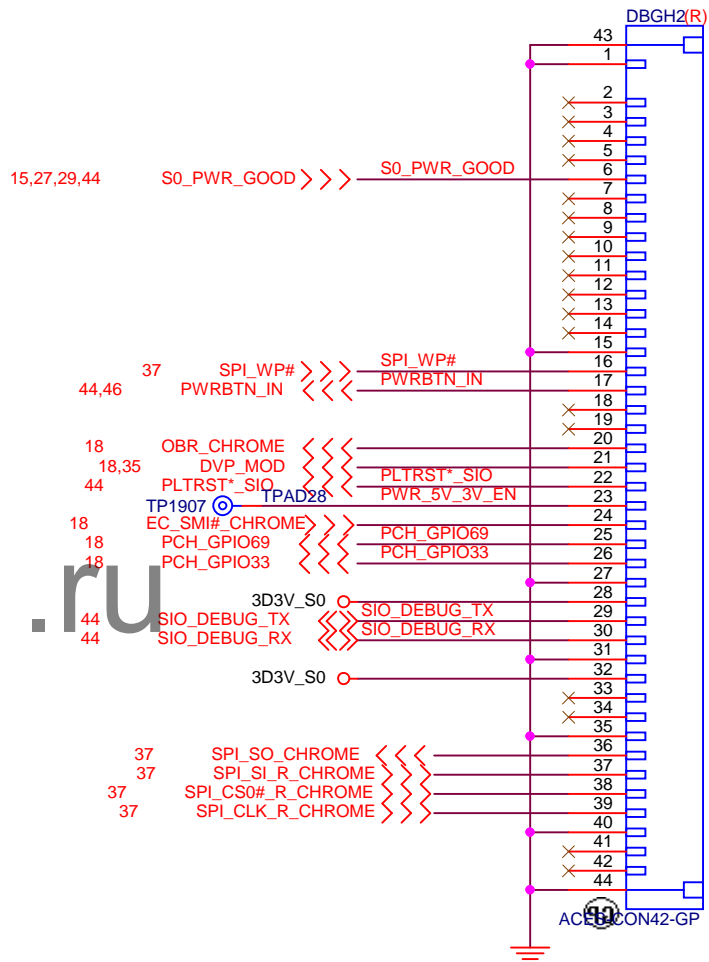 DBGH2(R)
43
1
2
3
4
5
15,27,29,44 S0_PWR_GOOD S0_PWR_GOOD 6
7
8
9
10
11
12
13
14
15
37 SPI_WP# SPI_WP# 16
44,46 PWRBTN_IN PWRBTN_IN 17
18
19
18 OBR_CHROME 20
18,35 DVP_MOD 21
44 PLTRST*_SIO PLTRST*_SIO 22
TP1907 TPAD28 PWR_5V_3V_EN 23
18 EC_SMI#_CHROME 24
18 PCH_GPIO69 PCH_GPIO69 25
18 PCH_GPIO33 PCH_GPIO33 26
.ru
27
3D3V_S0 28
44 SIO_DEBUG_TX SIO_DEBUG_TX 29
44 SIO_DEBUG_RX SIO_DEBUG_RX 30
31
3D3V_S0 32
33
34
35
37 SPI_SO_CHROME 36
37 SPI_SI_R_CHROME 37
37 SPI_CS0#_R_CHROME 38
37 SPI_CLK_R_CHROME 39
40
41
42
44
ACES-CON42-GP